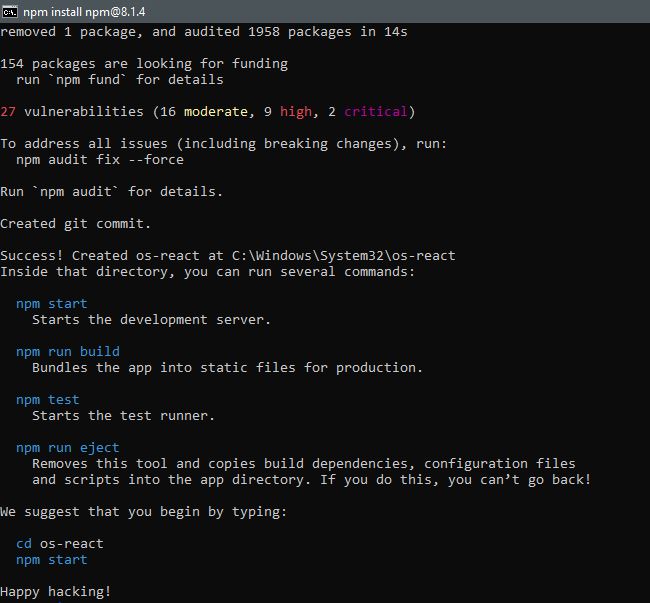 npm install npm@8.1.4
removed 1 package, and audited 1958 packages in 14s
154 packages are looking for funding
run `npm fund` for details
27 vulnerabilities (16 moderate, 9 high, 2 critical)
To address all issues (including breaking changes), run:
npm audit fix --force
Run `npm audit` for details.
Created git commit.
Success! Created os-react at C:\Windows\System32\os-react
Inside that directory, you can run several commands:
npm start
Starts the development server.
npm run build
Bundles the app into static files for production.
npm test
Starts the test runner.
npm run eject
Removes this tool and copies build dependencies, configuration files
and scripts into the app directory. If you do this, you can’t go back!
We suggest that you begin by typing:
cd os-react
npm start
Happy hacking!